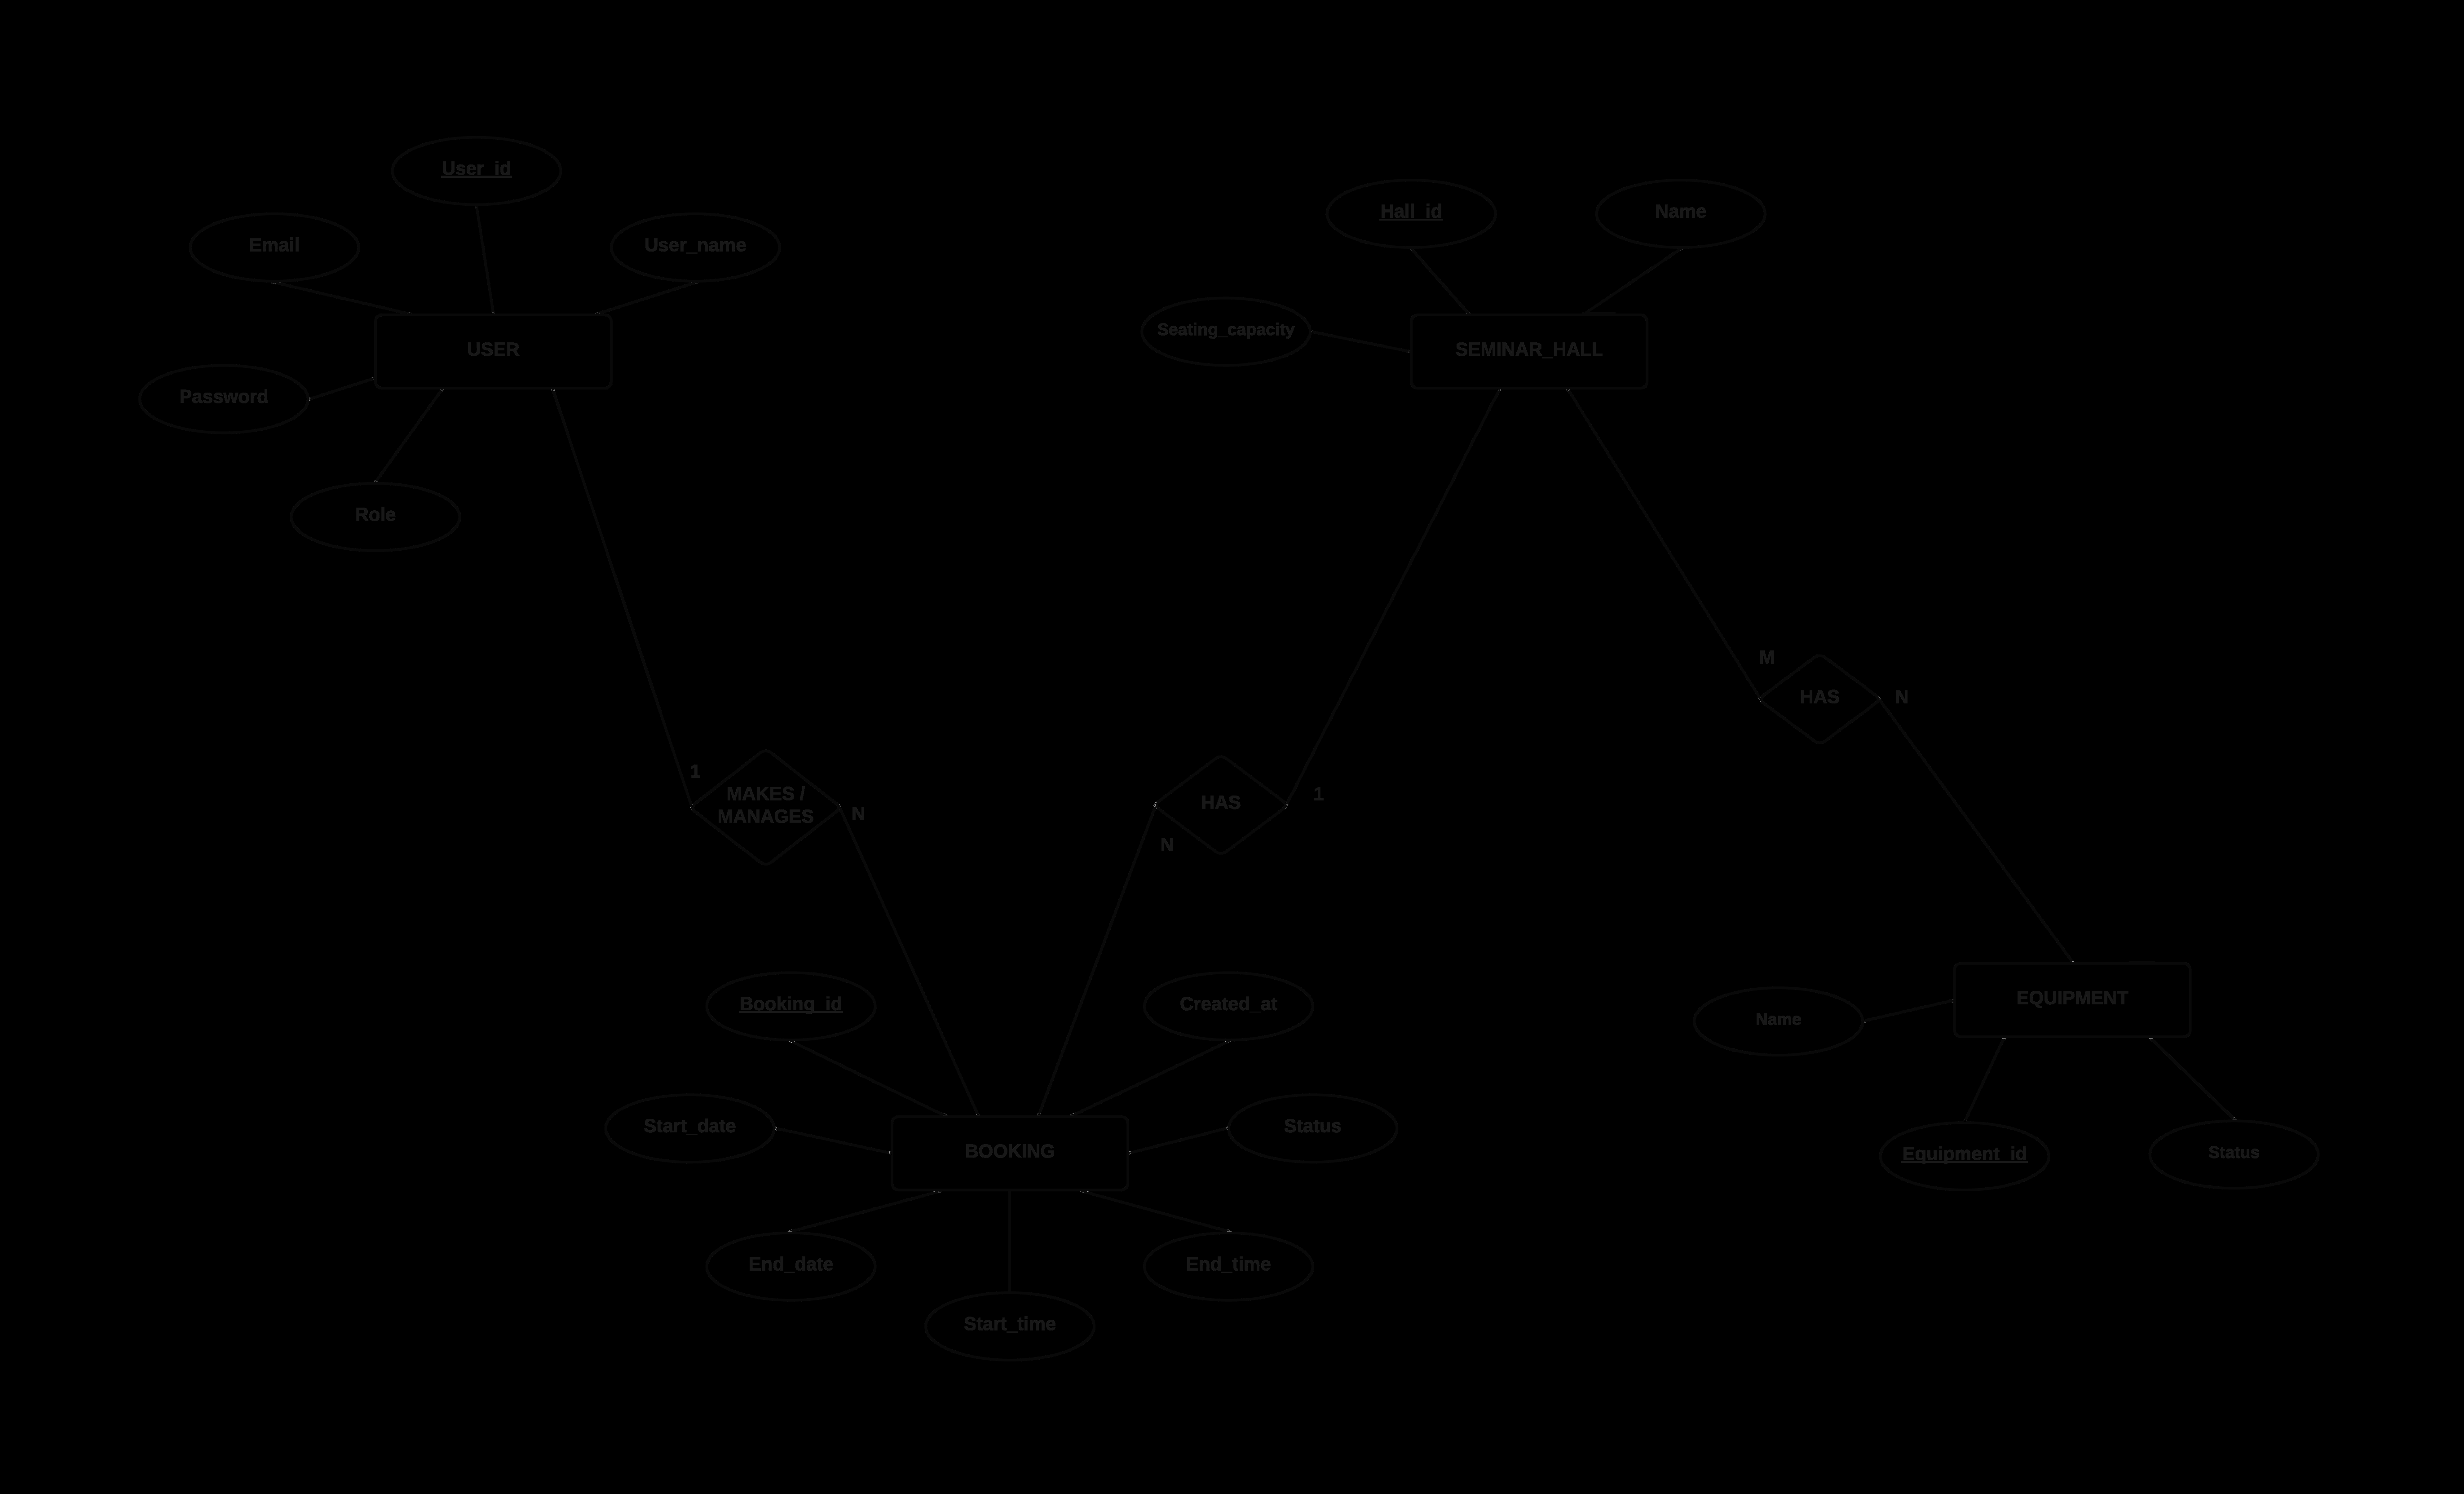 User_id
Hall_id
Name
Email
User_name
Seating_capacity
USER
SEMINAR_HALL
Password
Role
M
HAS
N
1
MAKES /
MANAGES
N
HAS
1
N
Booking_id
Created_at
EQUIPMENT
Name
Start_date
Status
BOOKING
Equipment_id
Status
End_date
End_time
Start_time